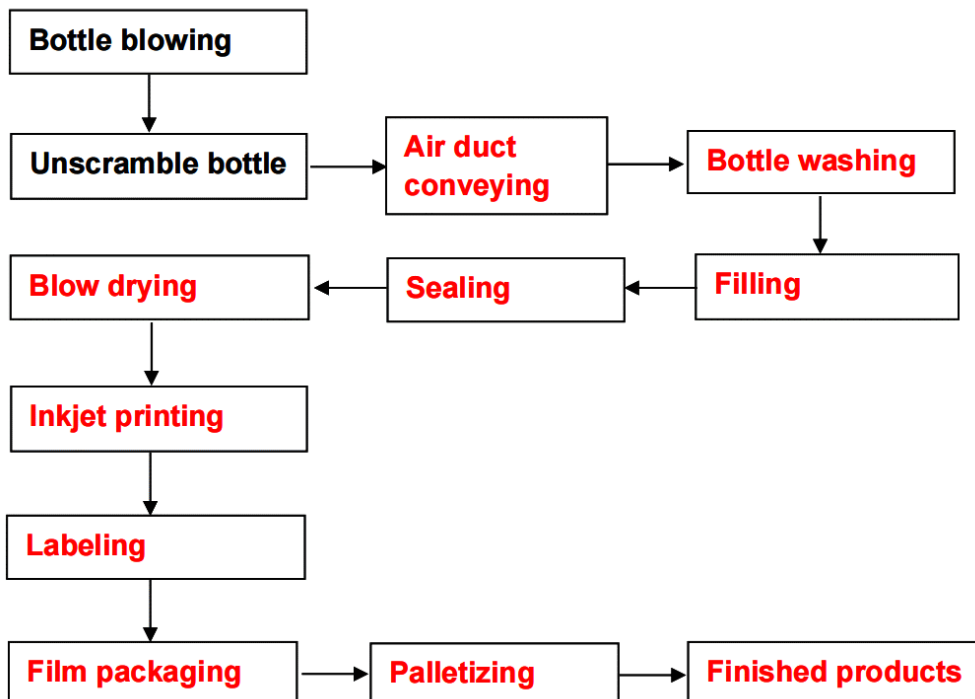 Bottle blowing
Unscramble bottle
Air duct
conveying
Bottle washing
Filling
Sealing
Blow drying
Inkjet printing
Labeling
Film packaging
Palletizing
Finished products